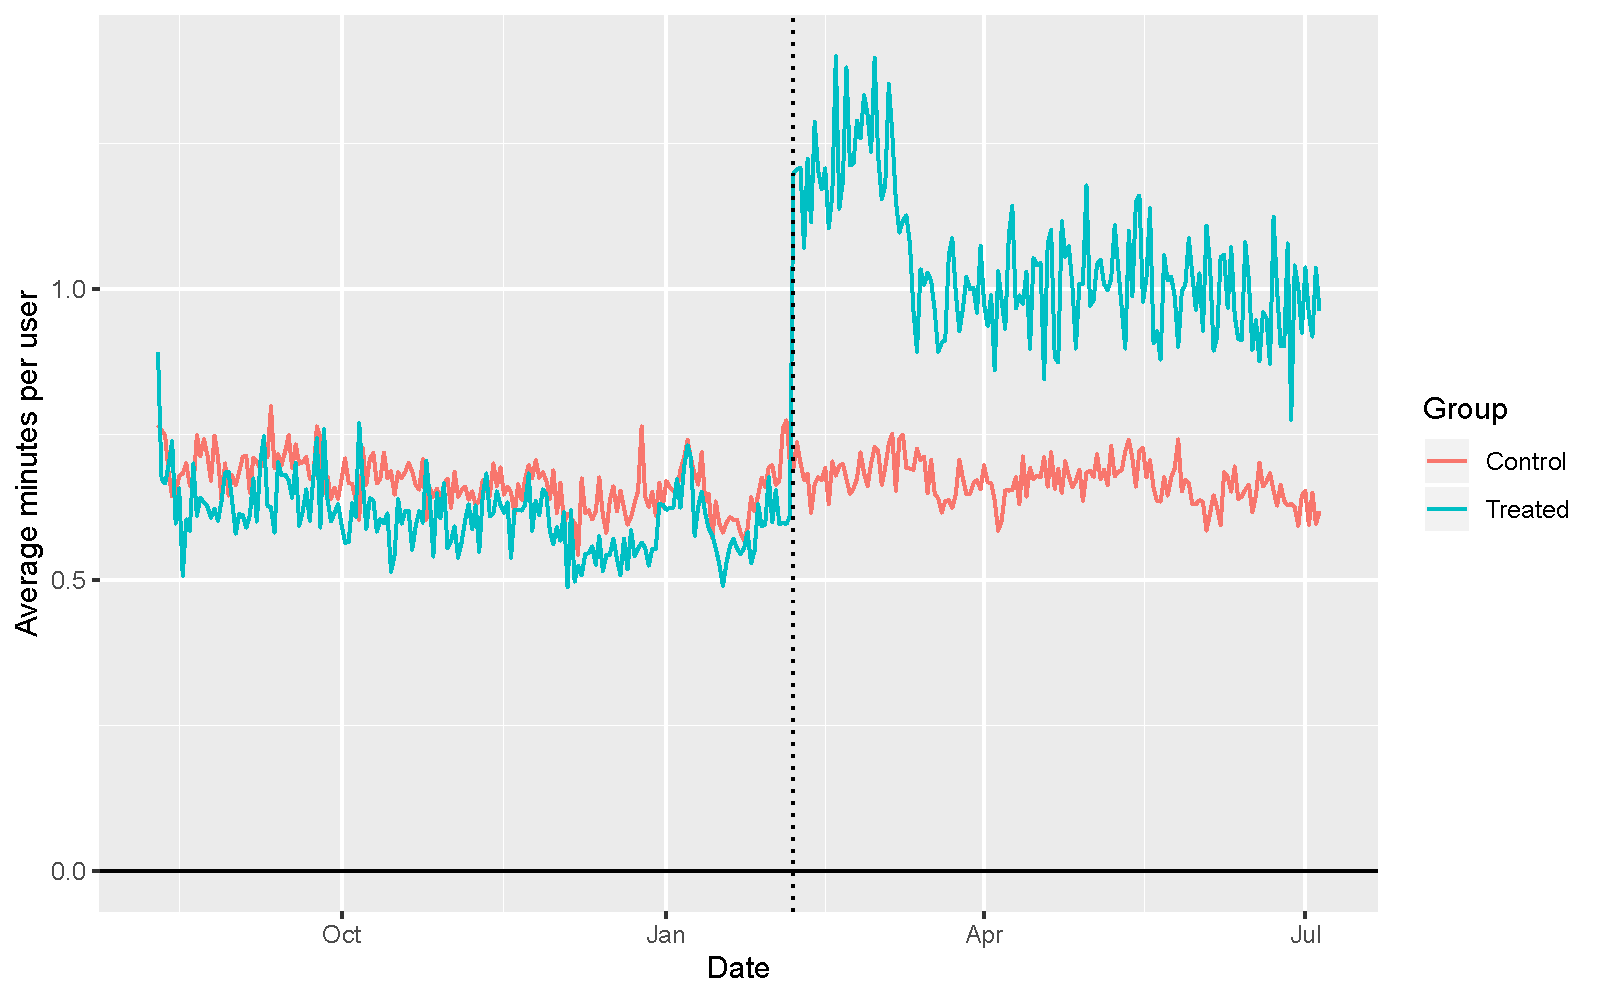 Average minutes per user
1.0
0.5
0.0
Oct
Jan
Apr
Jul
Date
Group
Control
Treated